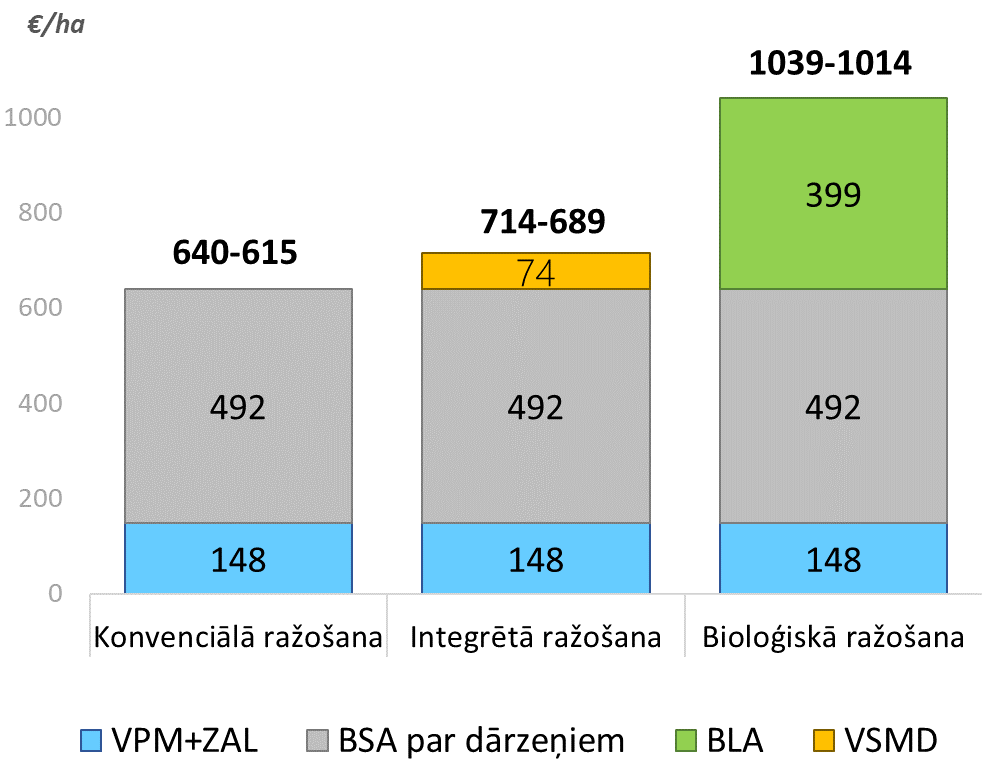 €/ha
1039-1014
1000
399
800
714-689
640-615
74
600
492
492
492
400
200
148
148
148
0
Konvenciālā ražošana
Integrētā ražošana
Bioloģiskā ražošana
VPM+ZAL
BSA par dārzeņiem
BLA
VSMD